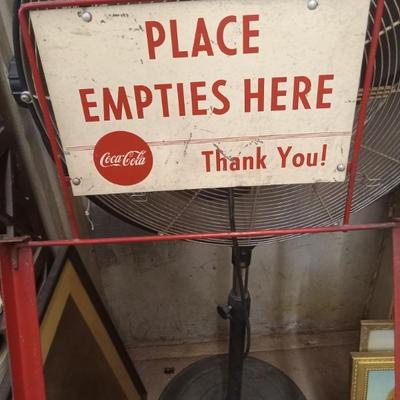 PLACE
EMPTIES HERE
Coca-Cola
Thank You!